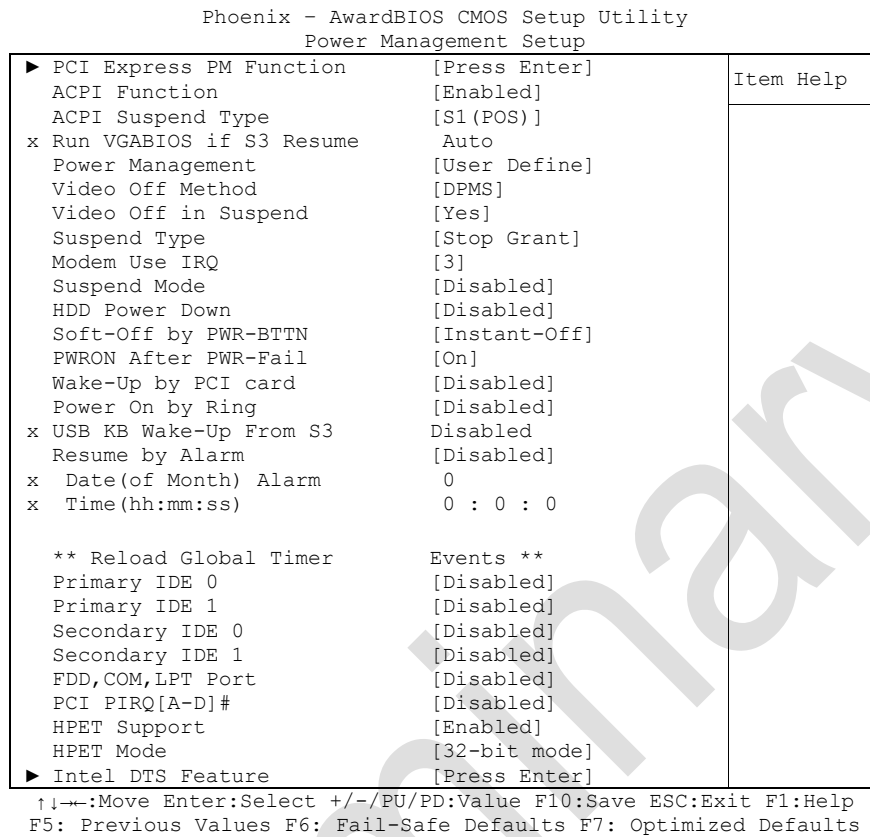 Phoenix – AwardBIOS CMOS Setup Utility
Power Management Setup
► PCI Express PM Function [Press Enter]
Item Help
ACPI Function [Enabled]
ACPI Suspend Type [S1(POS)]
x Run VGABIOS if S3 Resume Auto
Power Management [User Define]
Video Off Method [DPMS]
Video Off in Suspend [Yes]
Suspend Type [Stop Grant]
Modem Use IRQ [3]
Suspend Mode [Disabled]
HDD Power Down [Disabled]
Soft-Off by PWR-BTTN [Instant-Off]
PWRON After PWR-Fail [On]
Wake-Up by PCI card [Disabled]
Power On by Ring [Disabled]
x USB KB Wake-Up From S3 Disabled
Resume by Alarm [Disabled]
x Date(of Month) Alarm 0
x Time(hh:mm:ss) 0 : 0 : 0
** Reload Global Timer Events **
Primary IDE 0 [Disabled]
Primary IDE 1 [Disabled]
Secondary IDE 0 [Disabled]
Secondary IDE 1 [Disabled]
FDD,COM,LPT Port [Disabled]
PCI PIRQ[A-D]# [Disabled]
HPET Support [Enabled]
HPET Mode [32-bit mode]
► Intel DTS Feature [Press Enter]
↑↓→←:Move Enter:Select +/-/PU/PD:Value F10:Save ESC:Exit F1:Help
F5: Previous Values F6: Fail-Safe Defaults F7: Optimized Defaults